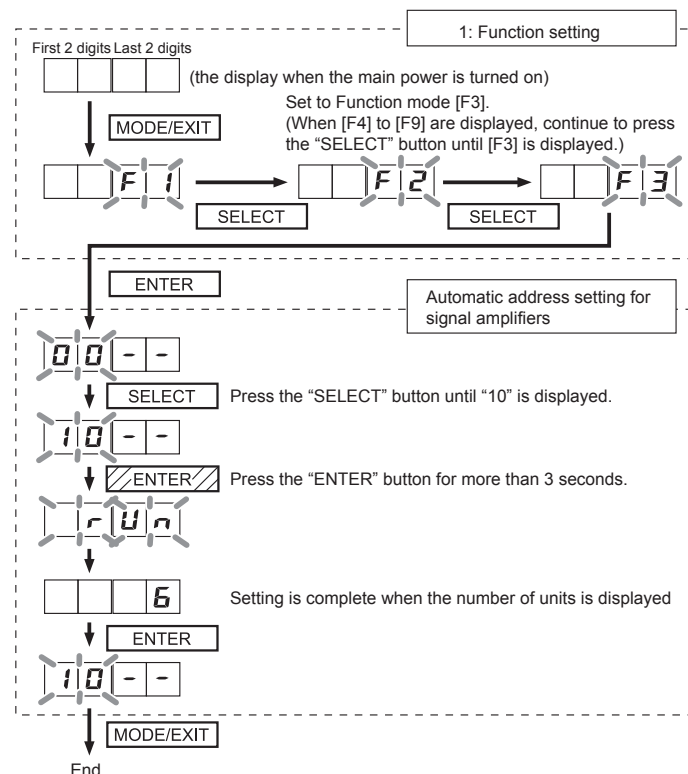 1: Function setting
First 2 digits Last 2 digits
(the display when the main power is turned on)
Set to Function mode [F3].
(When [F4] to [F9] are displayed, continue to press
the “SELECT” button until [F3] is displayed.)
MODE/EXIT
F 1
F 2
F 3
SELECT
SELECT
ENTER
Automatic address setting for
signal amplifiers
0 0 - -
SELECT
Press the “SELECT” button until “10” is displayed.
1 0 - -
ENTER
Press the “ENTER” button for more than 3 seconds.
r U n
6
Setting is complete when the number of units is displayed
ENTER
1 0 - -
MODE/EXIT
End